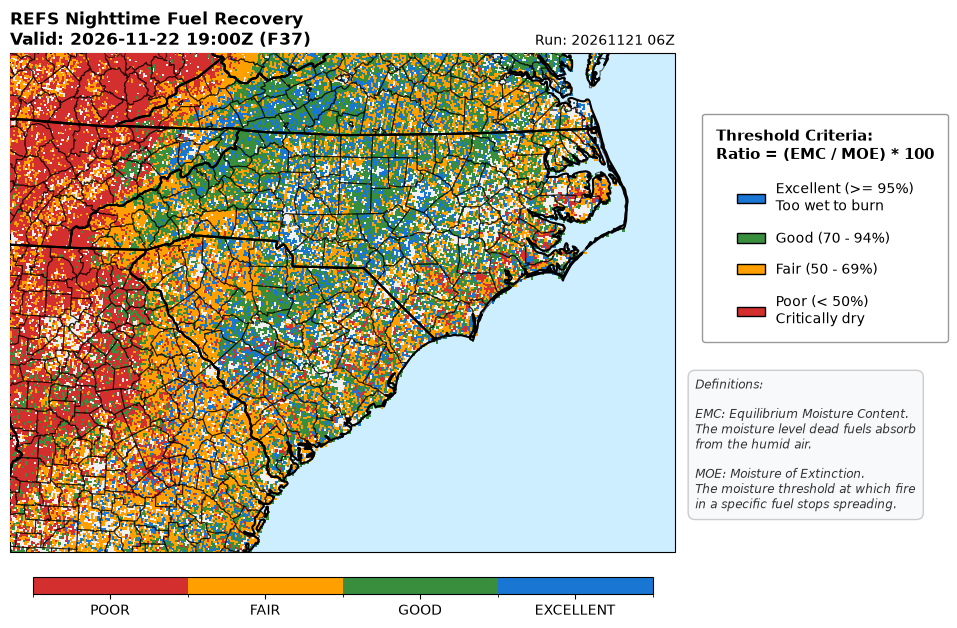 REFS Nighttime Fuel Recovery
Valid: 2026-11-22 19:00Z (F37)
Run: 20261121 06Z
Threshold Criteria:
Ratio = (EMC / MOE) * 100
Excellent (>= 95%)
Too wet to burn
Good (70 - 94%)
Fair (50 - 69%)
Poor (< 50%)
Critically dry
Definitions:
EMC: Equilibrium Moisture Content.
The moisture level dead fuels absorb
from the humid air.
MOE: Moisture of Extinction.
The moisture threshold at which fire
in a specific fuel stops spreading.
POOR
FAIR
GOOD
EXCELLENT